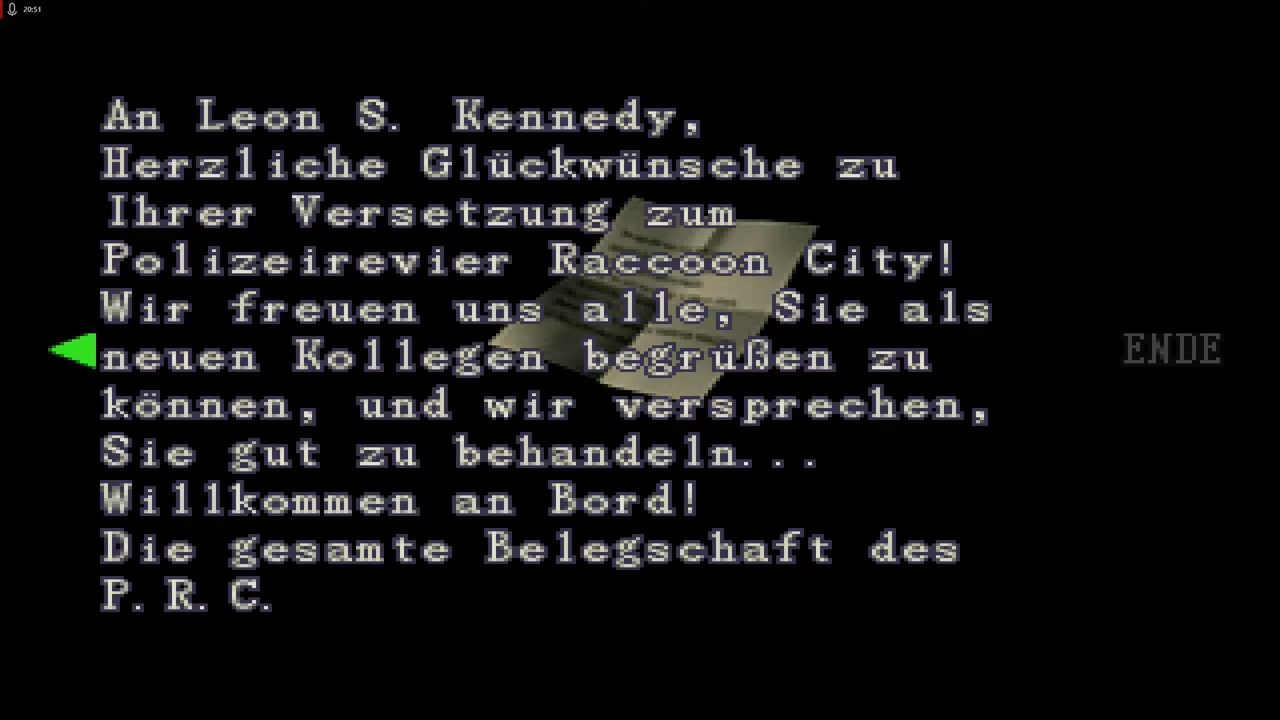 20:51
An Leon S. Kennedy,
Herzliche Glückwünsche zu
Ihrer Versetzung zum
Polizeirevier Raccoon City!
Wir freuen uns alle, Sie als
neuen Kollegen begrüßen zu
können, und wir versprechen,
Sie gut zu behandeln...
Willkommen an Bord!
Die gesamte Belegschaft des
P.R.C.
ENDE